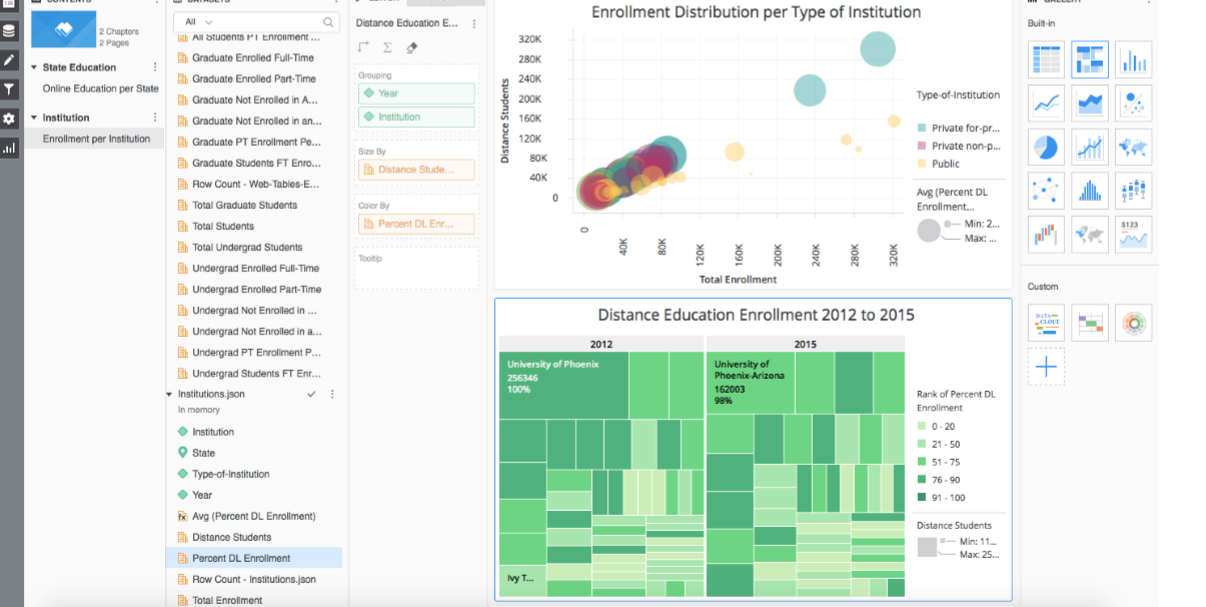 CONTENTS
2 Chapters
2 Pages
State Education
Online Education per State
Institution
Enrollment per Institution
DATASETS
All
All Students PT Enrollment ...
Graduate Enrolled Full-Time
Graduate Enrolled Part-Time
Graduate Not Enrolled in A...
Graduate Not Enrolled in an...
Graduate PT Enrollment Pe...
Graduate Students FT Enro...
Row Count - Web-Tables-E...
Total Graduate Students
Total Students
Total Undergrad Students
Undergrad Enrolled Full-Time
Undergrad Enrolled Part-Time
Undergrad Not Enrolled in ...
Undergrad Not Enrolled in a...
Undergrad PT Enrollment P...
Undergrad Students FT Enr...
Institutions.json
In memory
Institution
State
Type-of-Institution
Year
fx Avg (Percent DL Enrollment)
Distance Students
Percent DL Enrollment
Row Count - Institutions.json
Total Enrollment
Distance Education E...
Grouping
Year
Institution
Size By
Distance Stude...
Color By
Percent DL Enr...
Tooltip
Enrollment Distribution per Type of Institution
Distance Students
320K
280K
240K
200K
160K
120K
80K
40K
0
0
40K
80K
120K
160K
200K
240K
280K
320K
Total Enrollment
Type-of-Institution
Private for-pr...
Private non-p...
Public
Avg (Percent DL
Enrollment...
Min: 2...
Max: ...
Distance Education Enrollment 2012 to 2015
2012
University of Phoenix
256346
100%
Ivy T...
2015
University of
Phoenix-Arizona
162003
98%
Rank of Percent DL
Enrollment
0 - 20
21 - 50
51 - 75
76 - 90
91 - 100
Distance Students
Min: 11...
Max: 25...
GALLERY
Built-in
$123
Custom
DATA
CLOUD